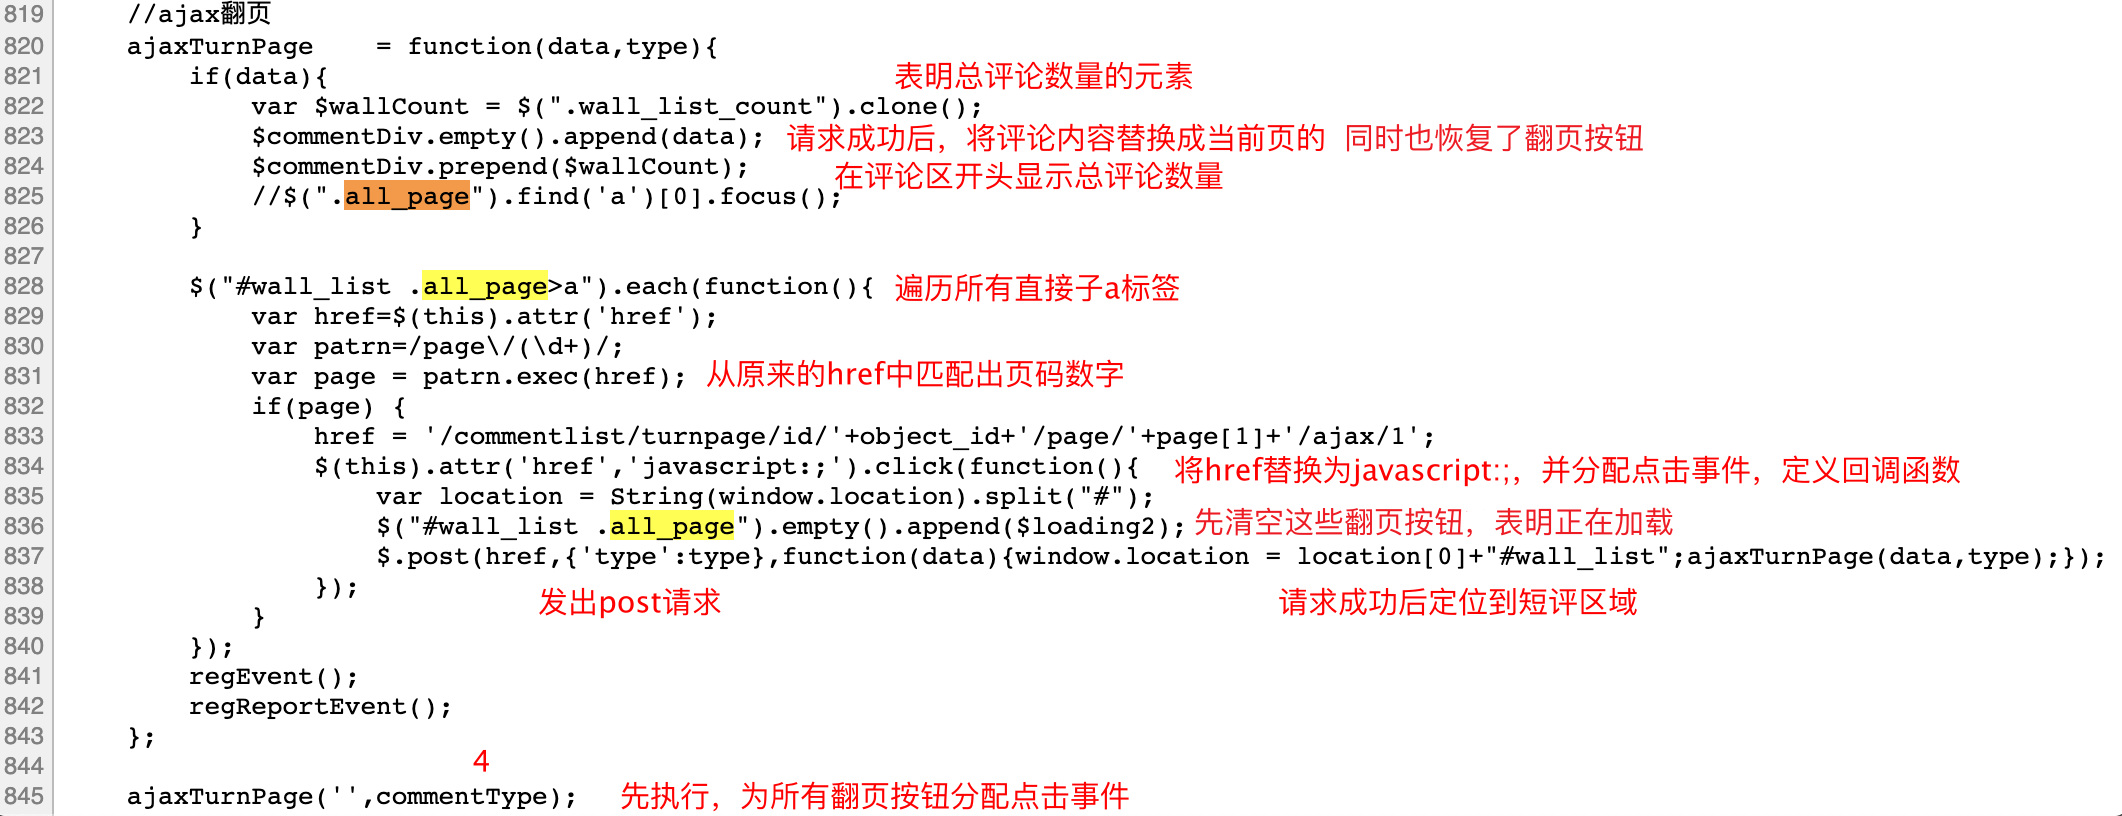 819 //ajax翻页
820 ajaxTurnPage    = function(data,type){
821 if(data){ 表明总评论数量的元素
822 var $wallCount = $(".wall_list_count").clone();
823 $commentDiv.empty().append(data); 请求成功后，将评论内容替换成当前页的 同时也恢复了翻页按钮
824 $commentDiv.prepend($wallCount); 在评论区开头显示总评论数量
825 //$(".all_page").find('a')[0].focus();
826 }
827
828 $("#wall_list .all_page>a").each(function(){ 遍历所有直接子a标签
829 var href=$(this).attr('href');
830 var patrn=/page\/(\d+)/;
831 var page = patrn.exec(href); 从原来的href中匹配出页码数字
832 if(page) {
833 href = '/commentlist/turnpage/id/'+object_id+'/page/'+page[1]+'/ajax/1';
834 $(this).attr('href','javascript:;').click(function(){ 将href替换为javascript:;，并分配点击事件，定义回调函数
835 var location = String(window.location).split("#");
836 $("#wall_list .all_page").empty().append($loading2); 先清空这些翻页按钮，表明正在加载
837 $.post(href,{'type':type},function(data){window.location = location[0]+"#wall_list";ajaxTurnPage(data,type);});
838 }); 发出post请求 请求成功后定位到短评区域
839 }
840 });
841 regEvent();
842 regReportEvent();
843 };
844 4
845 ajaxTurnPage('',commentType); 先执行，为所有翻页按钮分配点击事件